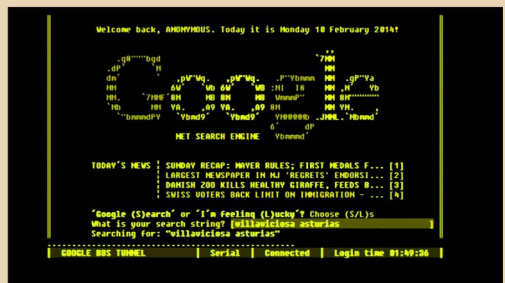 Welcome back, ANONYMOUS. Today it is Monday 10 February 2014!
Google
NET SEARCH ENGINE
TODAY'S NEWS ¦ SUNDAY RECAP: MAYER RULES; FIRST MEDALS F... [1]
¦ LARGEST NEWSPAPER IN NJ 'REGRETS' ENDORSI... [2]
¦ DANISH ZOO KILLS HEALTHY GIRAFFE, FEEDS B... [3]
¦ SWISS VOTERS BACK LIMIT ON IMMIGRATION - ... [4]
'Google (S)earch' or 'I'm feeling (L)ucky'? Choose (S/L)s
What is your search string? [villaviciosa asturias ]
Searching for: "villaviciosa asturias"
| GOOGLE BBS TUNNEL | Serial | Connected | Login time 01:49:36 |